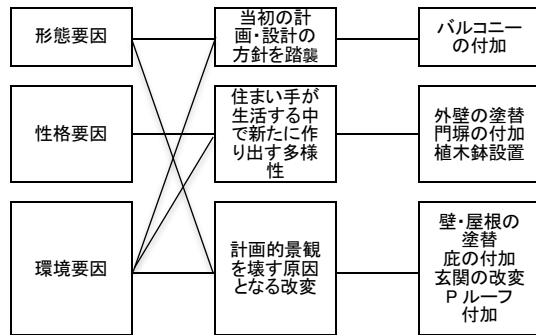 形態要因
当初の計
画・設計の
方針を踏襲
バルコニー
の付加
性格要因
住まい手が
生活する中
で新たに作
り出す多様
性
外壁の塗替
門塀の付加
植木鉢設置
環境要因
計画的景観
を壊す原因
となる改変
壁・屋根の
塗替
庇の付加
玄関の改変
Pルーフ
付加